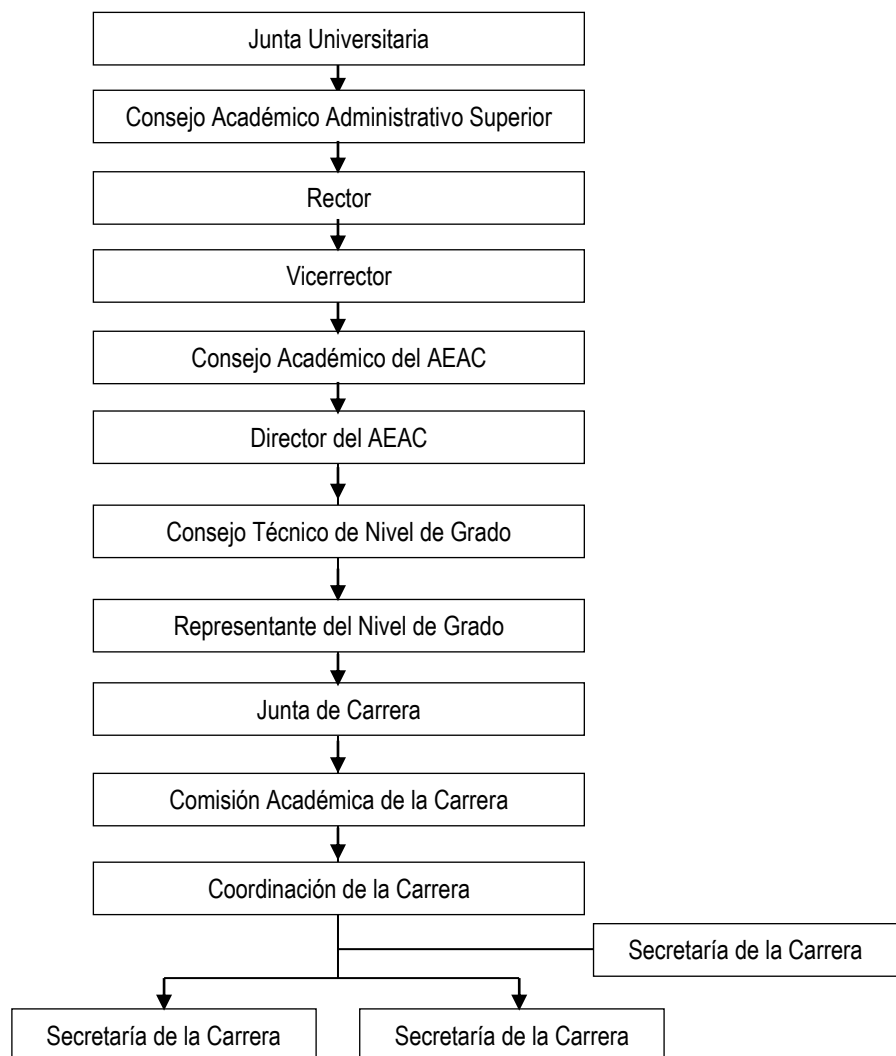 Junta Universitaria
Consejo Académico Administrativo Superior
Rector
Vicerrector
Consejo Académico del AEAC
Director del AEAC
Consejo Técnico de Nivel de Grado
Representante del Nivel de Grado
Junta de Carrera
Comisión Académica de la Carrera
Coordinación de la Carrera
Secretaría de la Carrera
Secretaría de la Carrera
Secretaría de la Carrera